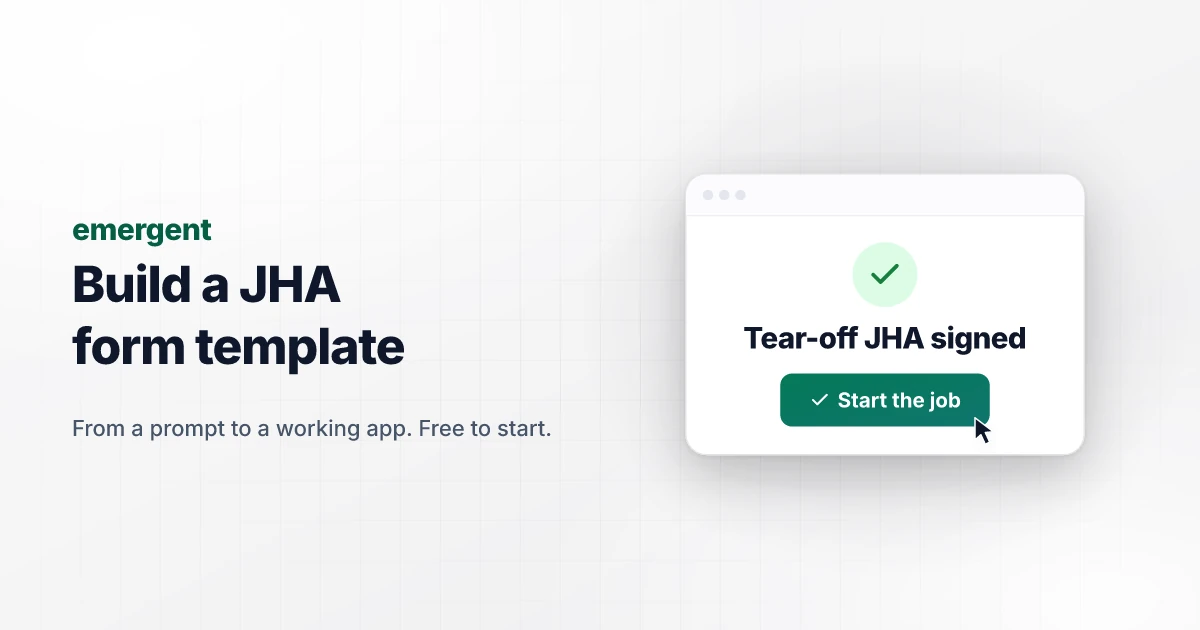 emergent
Build a JHA
form template
From a prompt to a working app. Free to start.
Tear-off JHA signed
Start the job